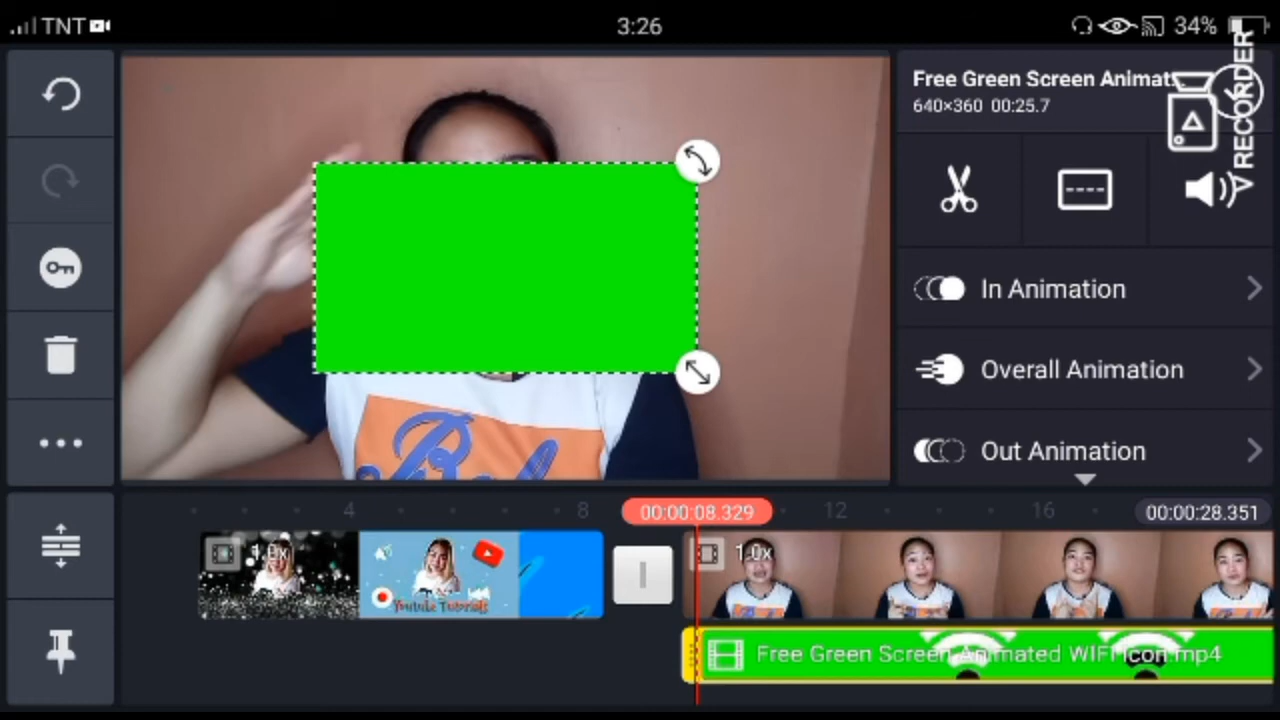 TNT
3:26
34%
Free Green Screen Animat
640×360 00:25.7
RECORDER
In Animation
Overall Animation
Out Animation
4
8
00:00:08.329
12
16
00:00:28.351
1.0x
Youtube Tutorials
1.0x
Free Green Screen Animated WIFI Icon.mp4